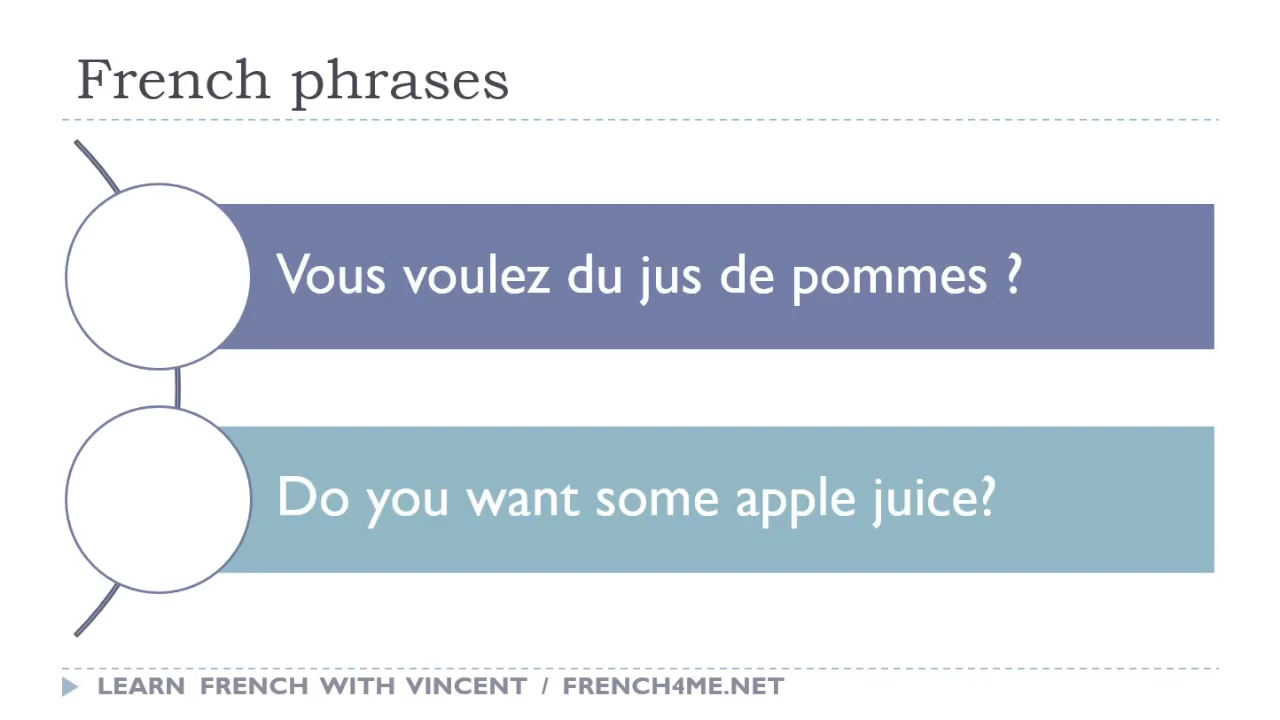 French phrases
Vous voulez du jus de pommes ?
Do you want some apple juice?
LEARN FRENCH WITH VINCENT / FRENCH4ME.NET